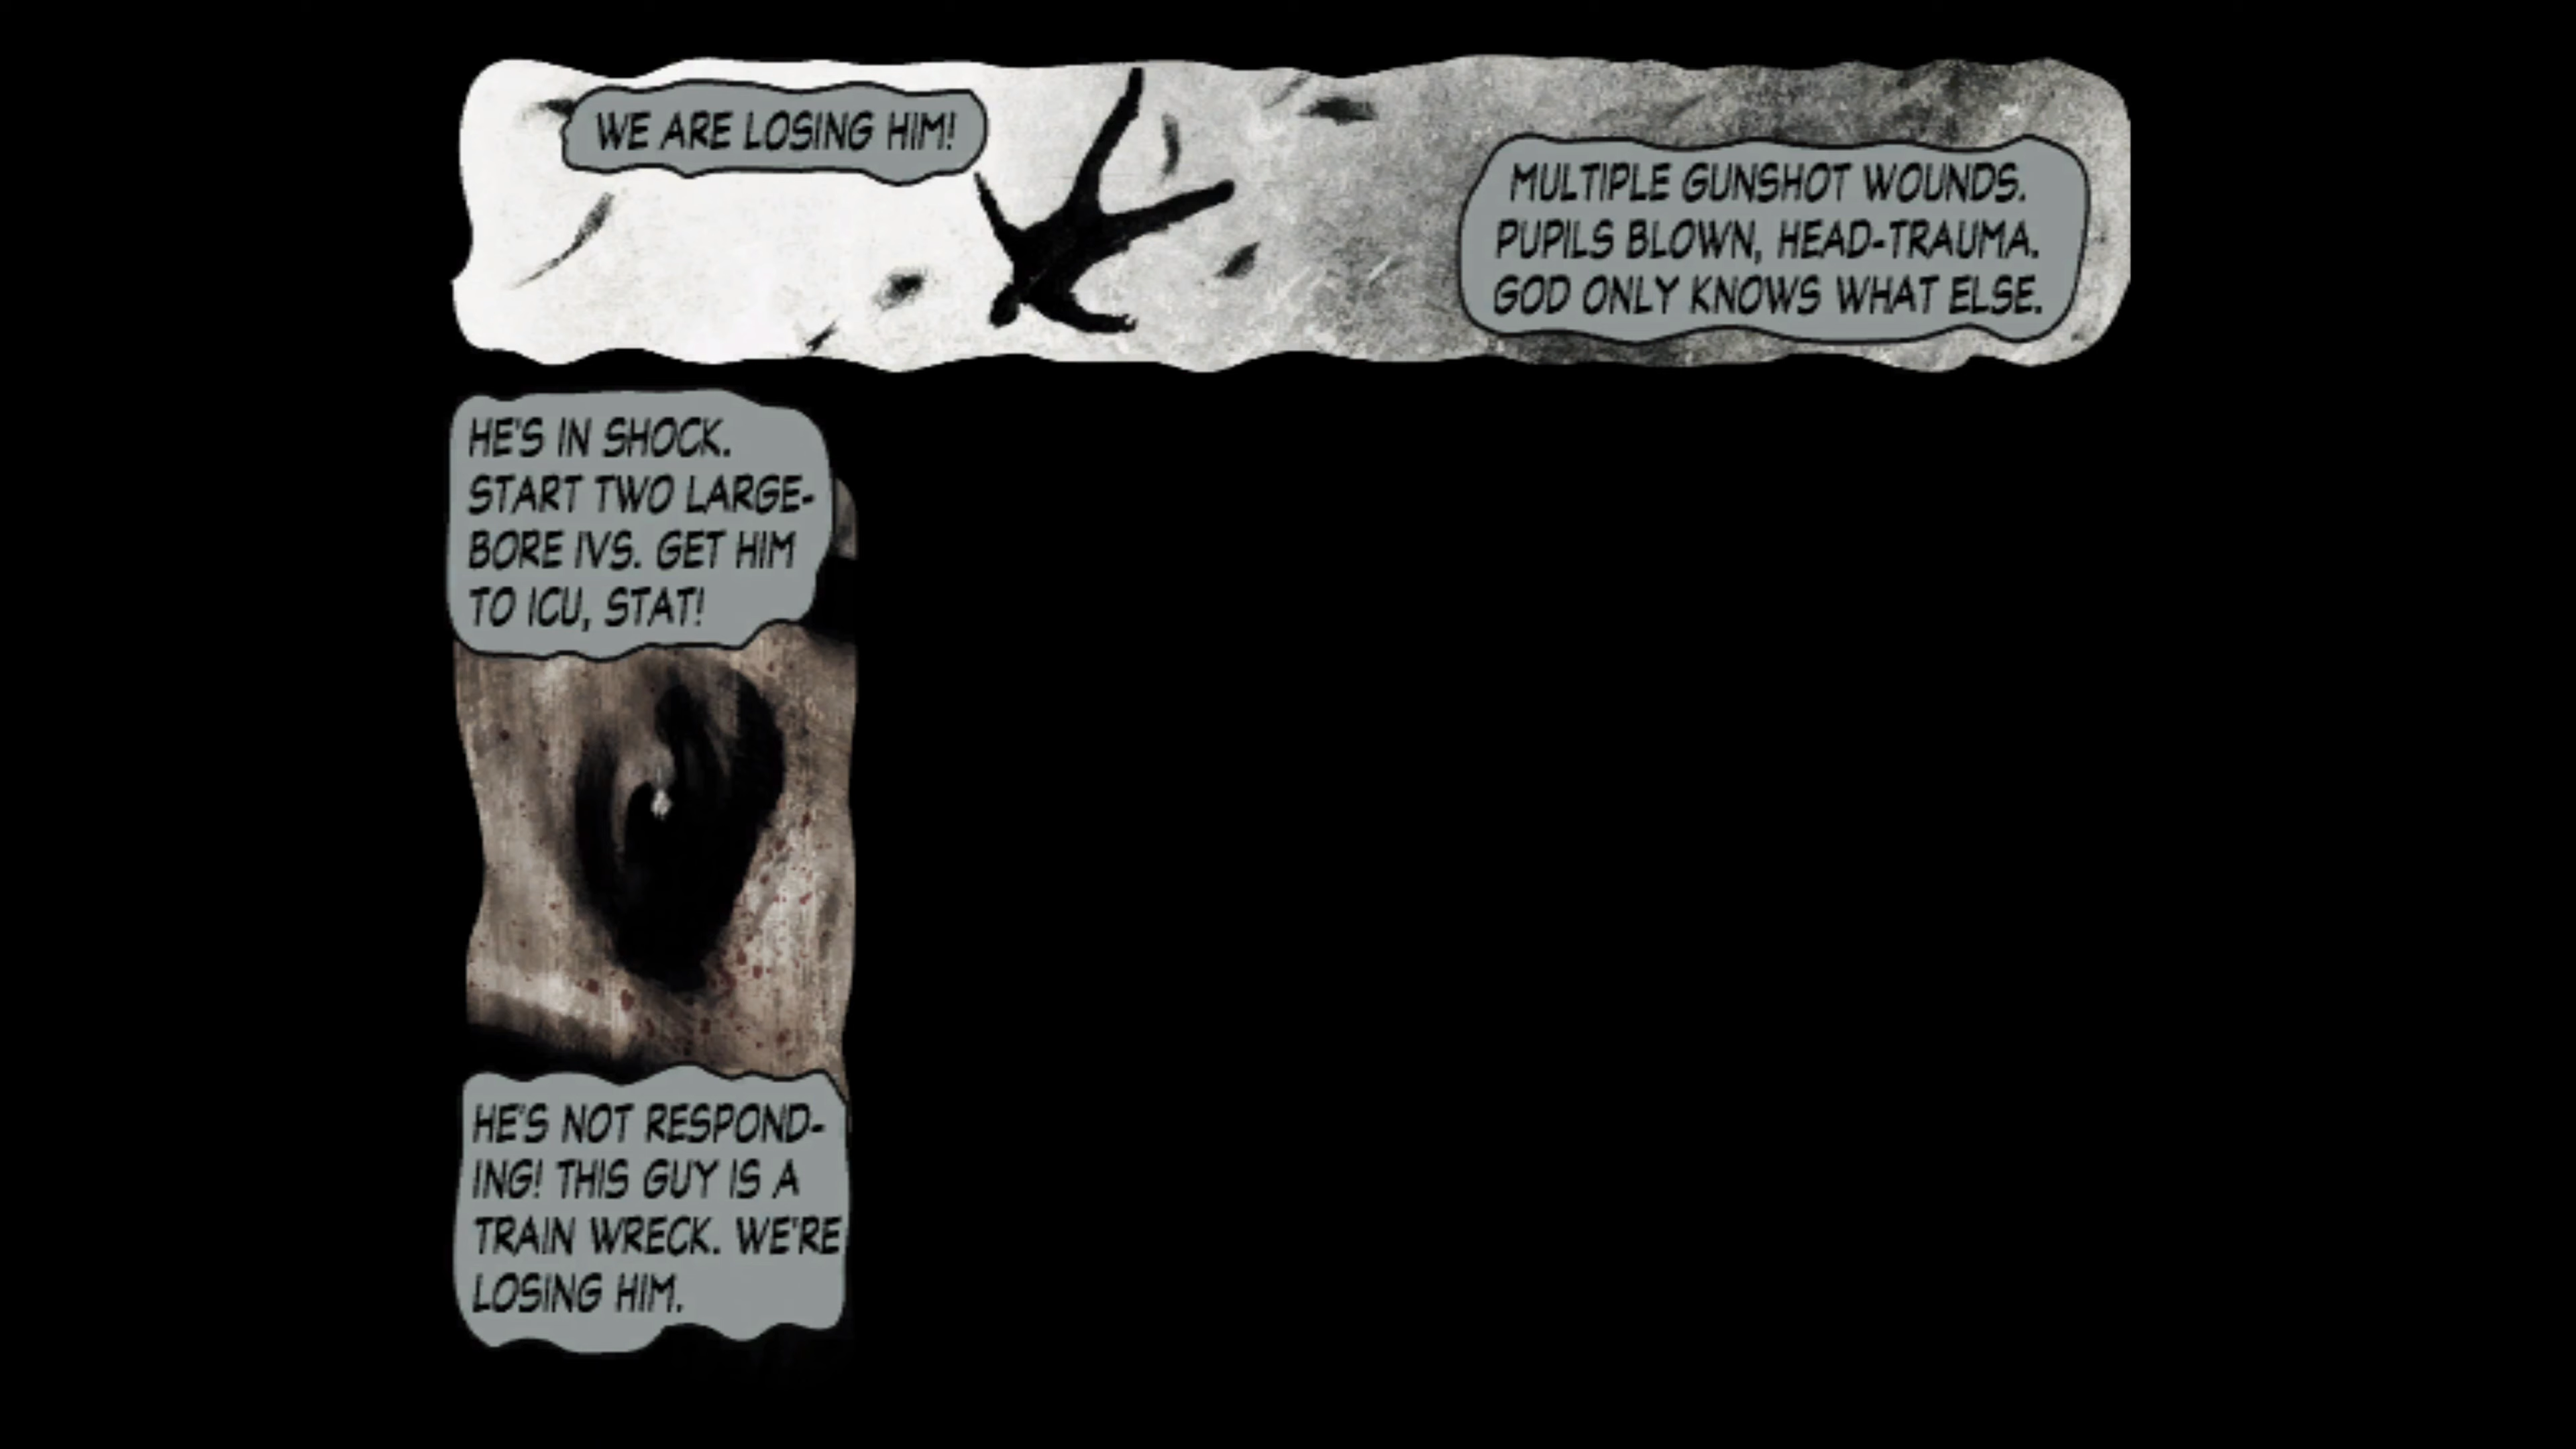 WE ARE LOSING HIM!
MULTIPLE GUNSHOT WOUNDS.
PUPILS BLOWN, HEAD-TRAUMA.
GOD ONLY KNOWS WHAT ELSE.
HE'S IN SHOCK.
START TWO LARGE-
BORE IVS. GET HIM
TO ICU, STAT!
HE'S NOT RESPOND-
ING! THIS GUY IS A
TRAIN WRECK. WE'RE
LOSING HIM.